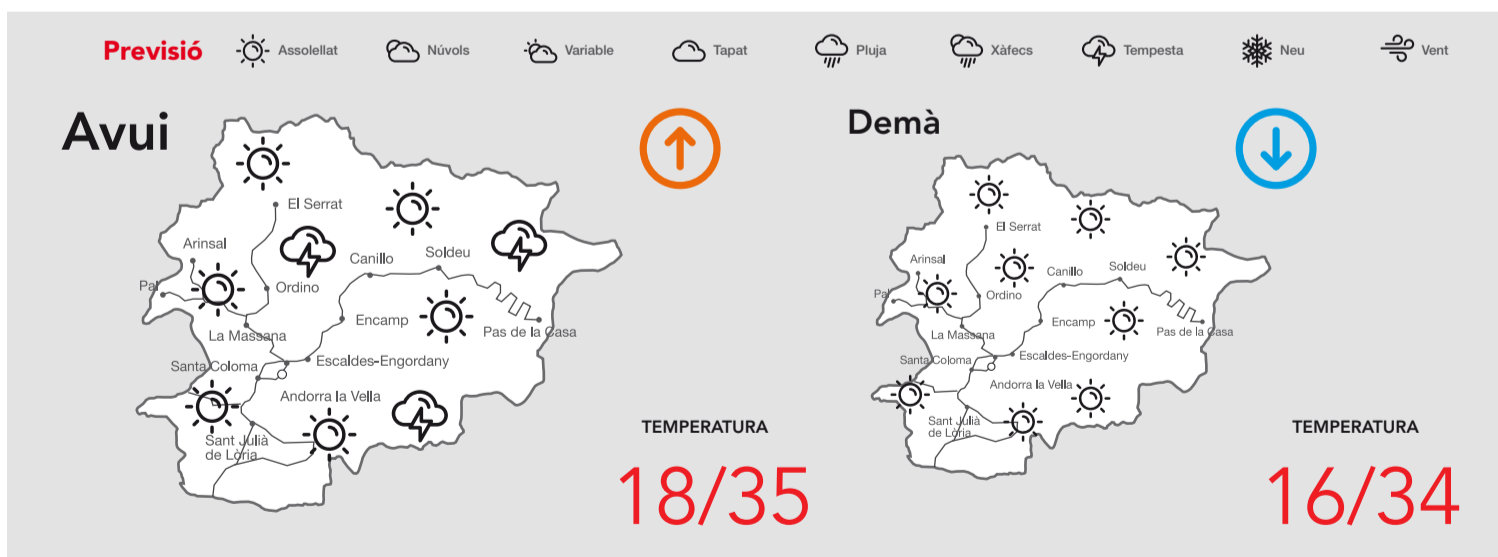 Previsió
Assolellat
Núvols
Variable
Tapat
Pluja
Xàfecs
Tempesta
Neu
Vent
Avui
El Serrat
Arinsal
Soldeu
Canillo
Pal
Ordino
Encamp
La Massana
Pas de la Casa
Escaldes-Engordany
Santa Coloma
Andorra la Vella
Sant Julià
de Lòria
TEMPERATURA
18/35
Demà
El Serrat
Arinsal
Soldeu
Canillo
Pal
Ordino
Encamp
La Massana
Pas de la Casa
Escaldes-Engordany
Santa Coloma
Andorra la Vella
Sant Julià
de Lòria
TEMPERATURA
16/34